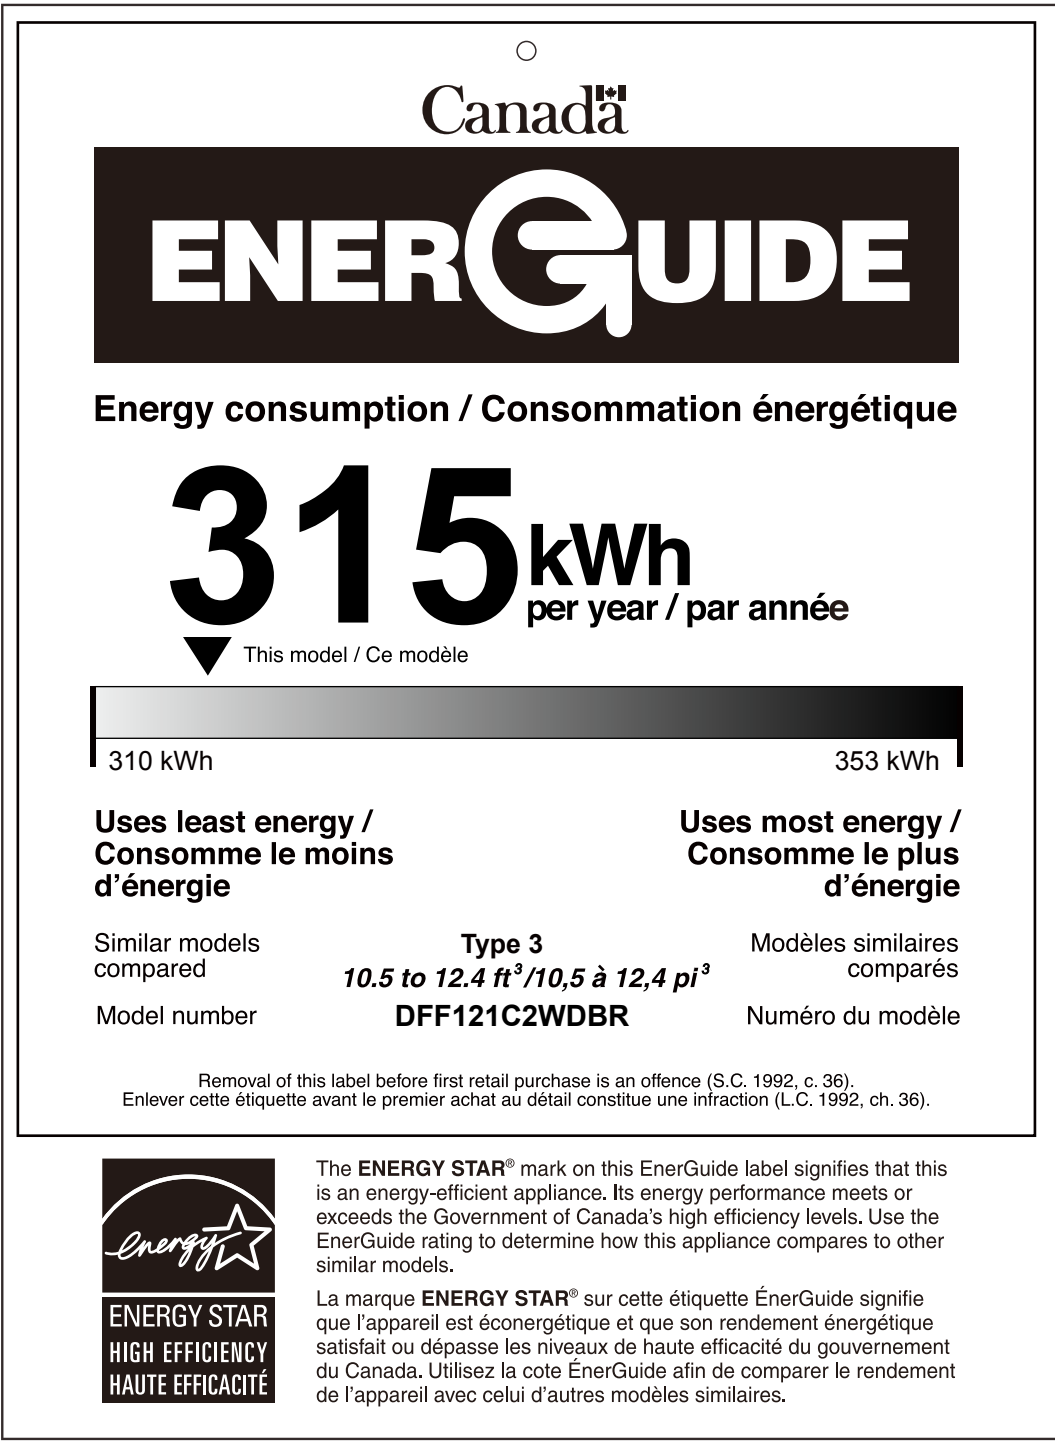 Canada
ENERGUIDE
Energy consumption / Consommation énergétique
315 kWh
per year / par année
This model / Ce modèle
310 kWh 353 kWh
Uses least energy / Uses most energy /
Consomme le moins Consomme le plus
d'énergie d'énergie
Similar models Type 3 Modèles similaires
compared 10.5 to 12.4 ft³/10,5 à 12,4 pi³ comparés
Model number DFF121C2WDBR Numéro du modèle
Removal of this label before first retail purchase is an offence (S.C. 1992, c. 36).
Enlever cette étiquette avant le premier achat au détail constitue une infraction (L.C. 1992, ch. 36).
energy
ENERGY STAR
HIGH EFFICIENCY
HAUTE EFFICACITÉ
The ENERGY STAR® mark on this EnerGuide label signifies that this
is an energy-efficient appliance. Its energy performance meets or
exceeds the Government of Canada's high efficiency levels. Use the
EnerGuide rating to determine how this appliance compares to other
similar models.
La marque ENERGY STAR® sur cette étiquette ÉnerGuide signifie
que l'appareil est éconergétique et que son rendement énergétique
satisfait ou dépasse les niveaux de haute efficacité du gouvernement
du Canada. Utilisez la cote ÉnerGuide afin de comparer le rendement
de l'appareil avec celui d'autres modèles similaires.